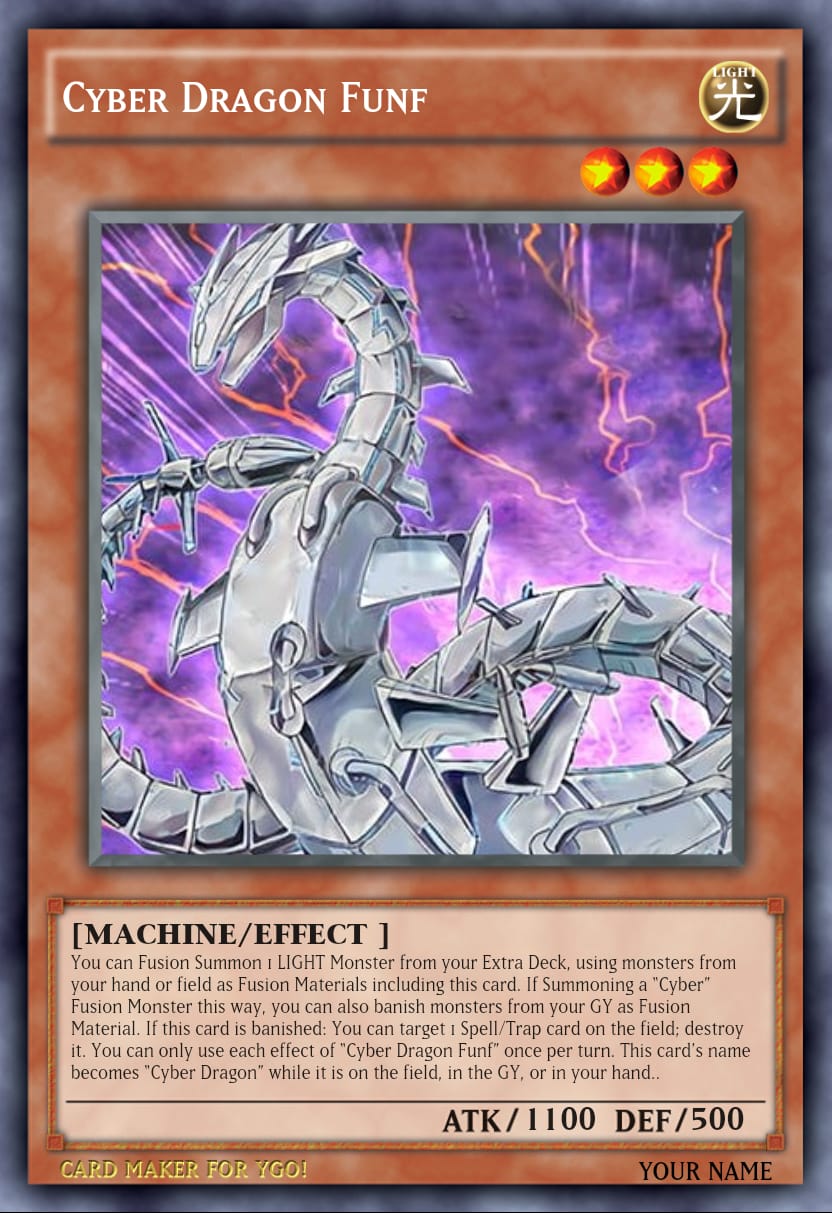 Cyber Dragon Funf
LIGHT
光
[MACHINE/EFFECT ]
You can Fusion Summon 1 LIGHT Monster from your Extra Deck, using monsters from
your hand or field as Fusion Materials including this card. If Summoning a "Cyber"
Fusion Monster this way, you can also banish monsters from your GY as Fusion
Material. If this card is banished: You can target 1 Spell/Trap card on the field; destroy
it. You can only use each effect of "Cyber Dragon Funf" once per turn. This card's name
becomes "Cyber Dragon" while it is on the field, in the GY, or in your hand..
ATK/1100 DEF/500
CARD MAKER FOR YGO!
YOUR NAME